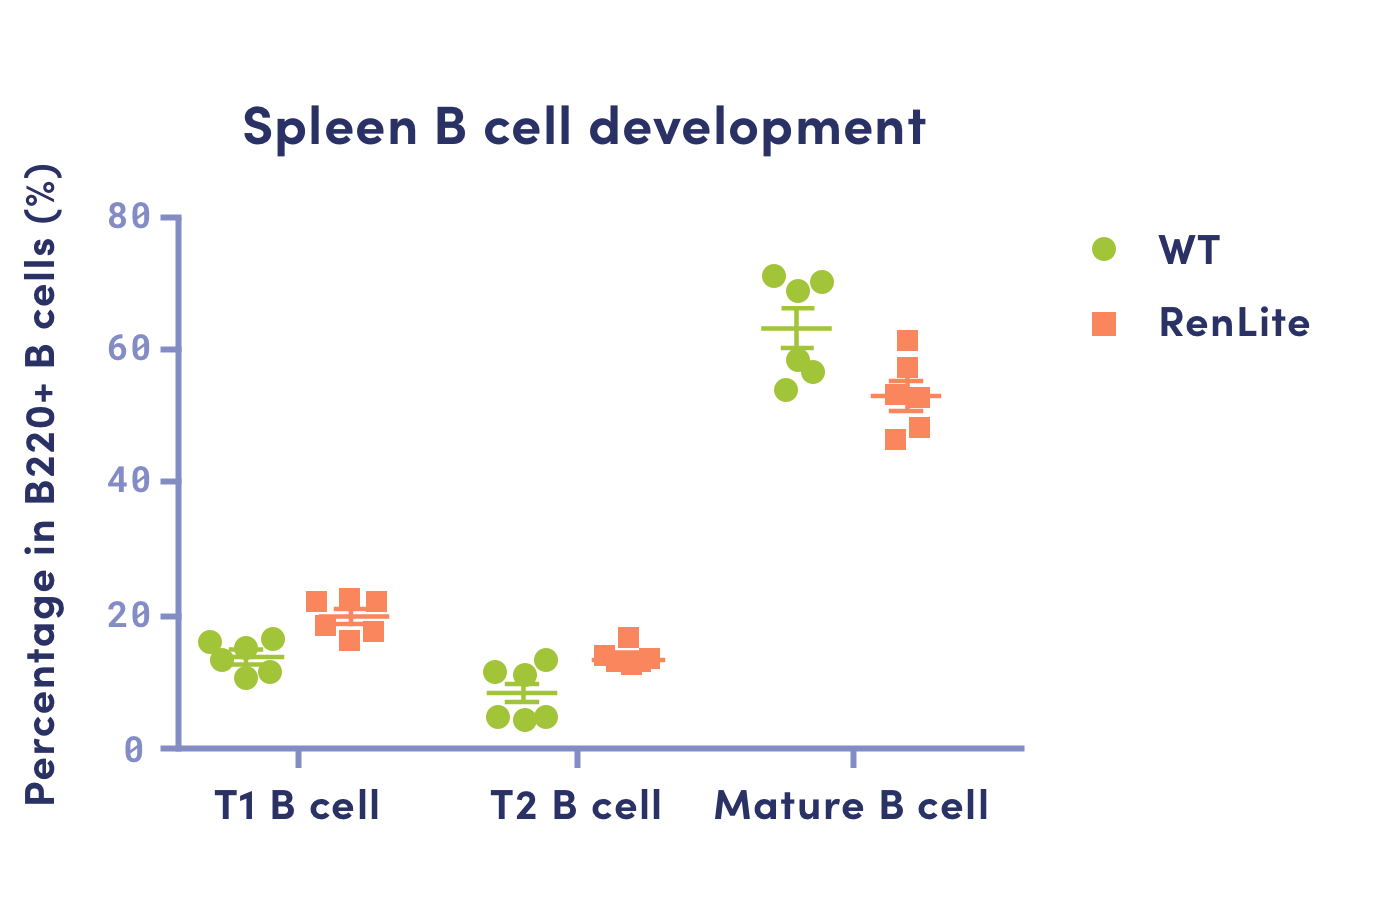 Spleen B cell development
Percentage in B220+ B cells (%)
80
60
40
20
0
T1 B cell
T2 B cell
Mature B cell
WT
RenLite